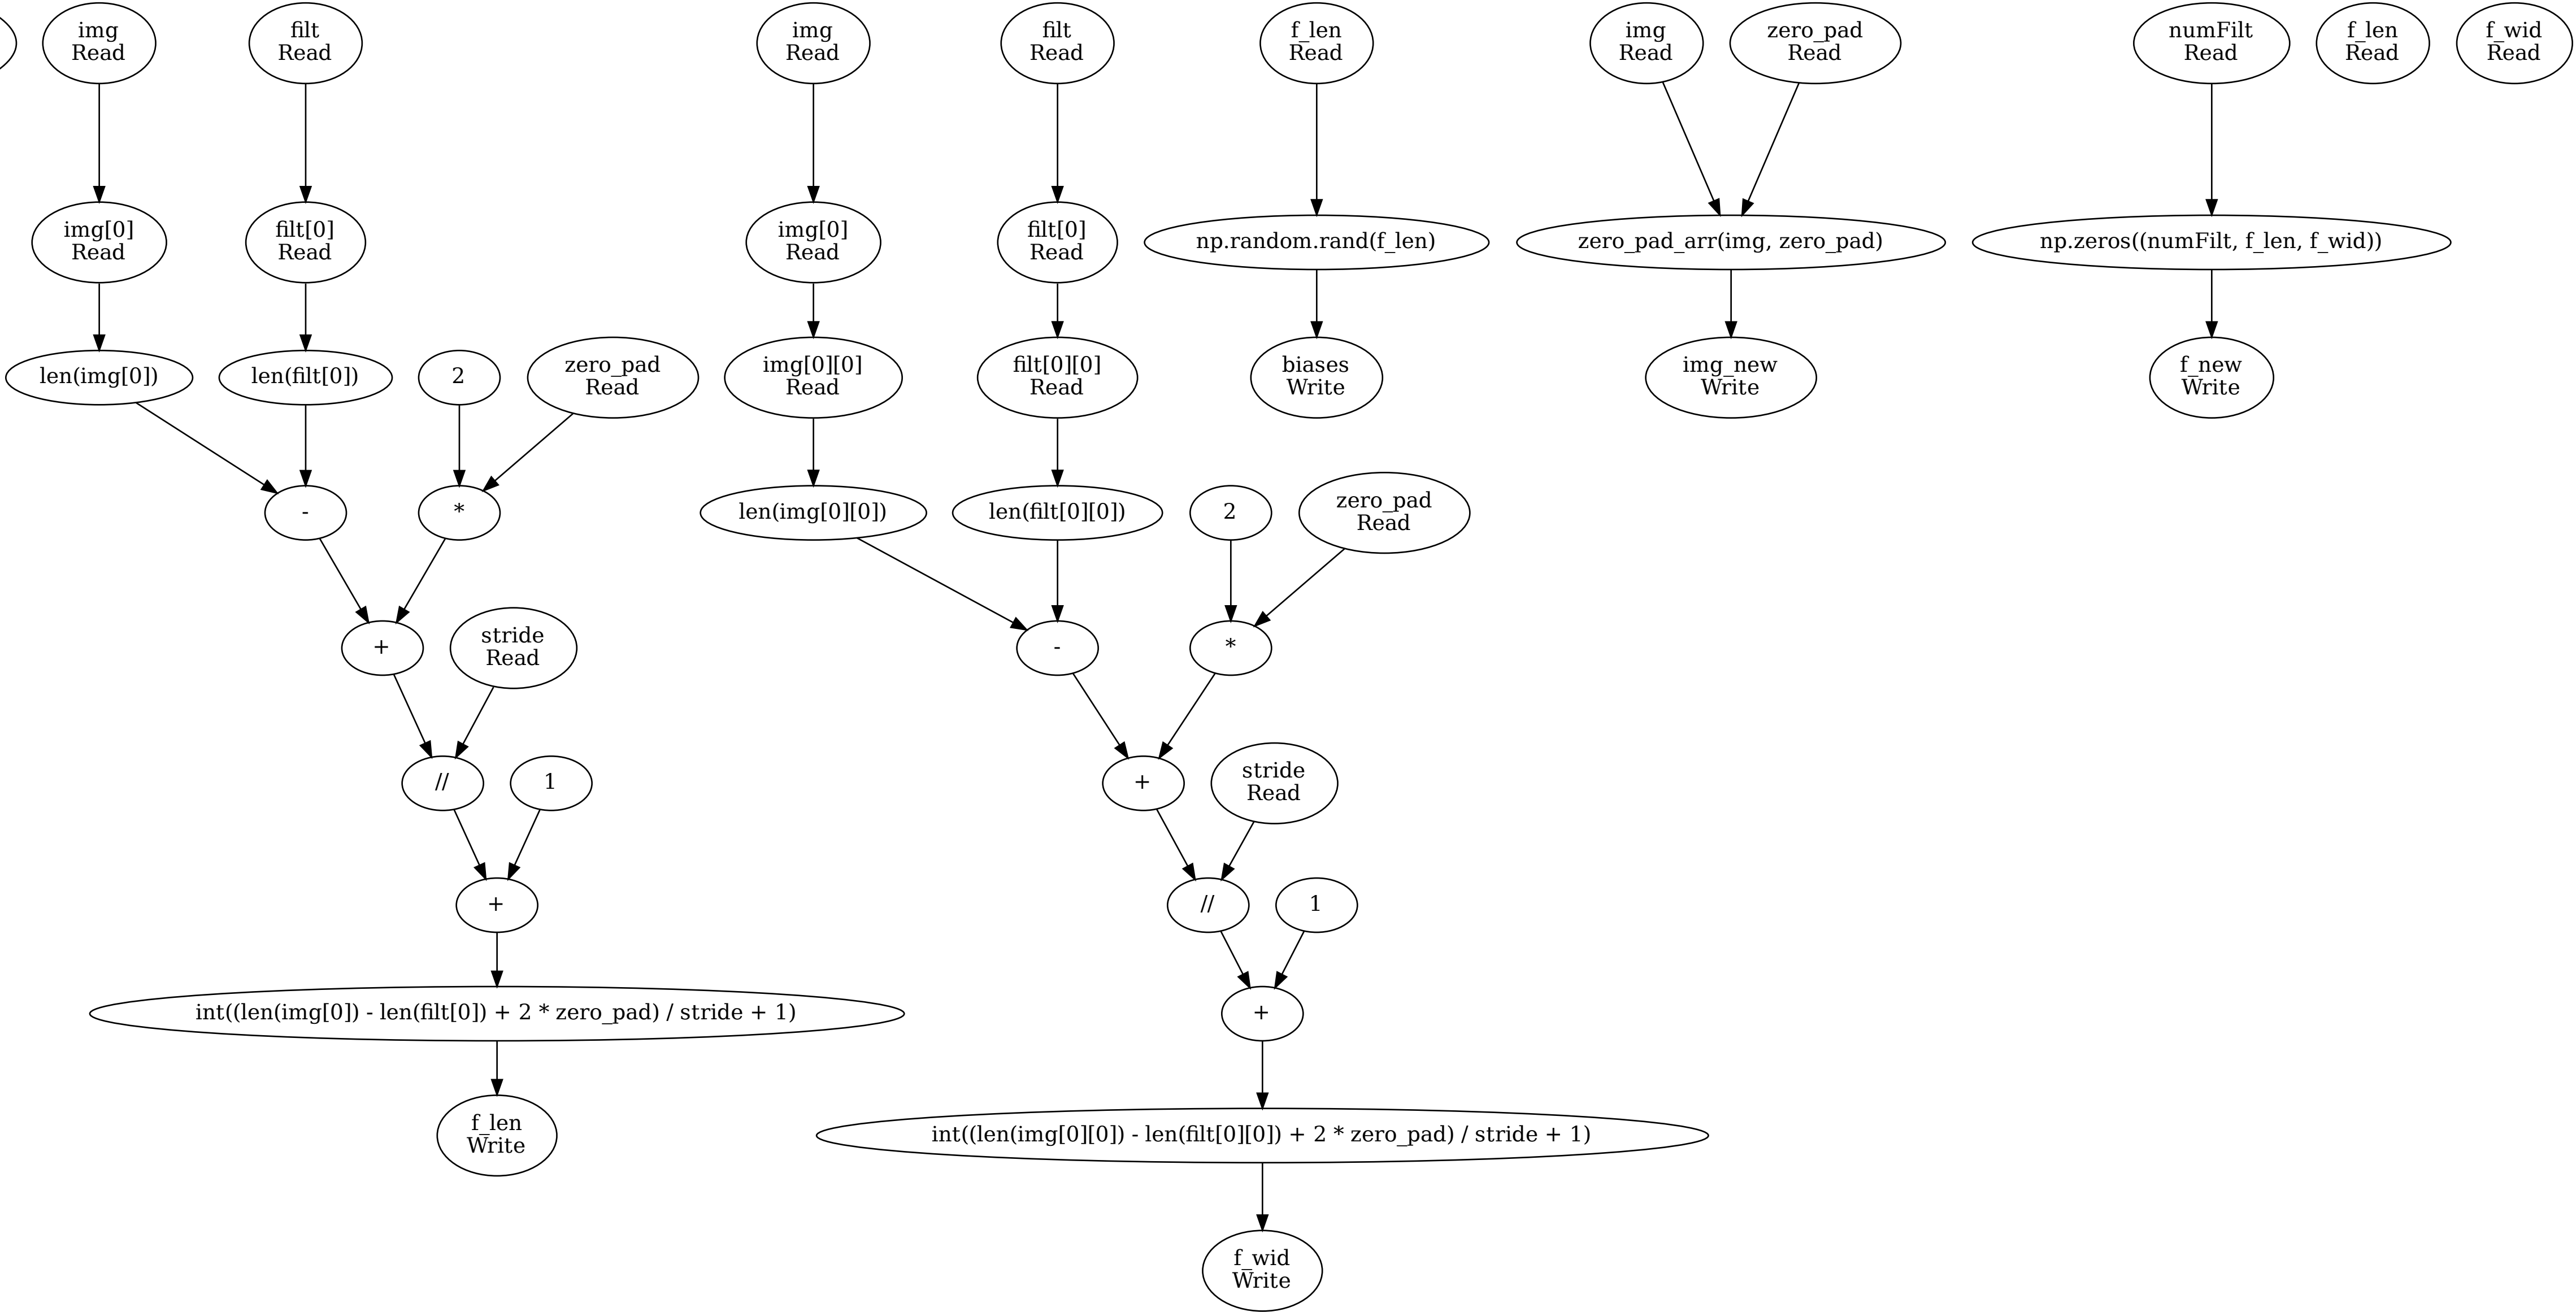 img
Read
filt
Read
img
Read
filt
Read
f_len
Read
img
Read
zero_pad
Read
numFilt
Read
f_len
Read
f_wid
Read
img[0]
Read
filt[0]
Read
img[0]
Read
filt[0]
Read
np.random.rand(f_len)
zero_pad_arr(img, zero_pad)
np.zeros((numFilt, f_len, f_wid))
len(img[0])
len(filt[0])
2
zero_pad
Read
img[0][0]
Read
filt[0][0]
Read
biases
Write
img_new
Write
f_new
Write
-
*
len(img[0][0])
len(filt[0][0])
2
zero_pad
Read
+
stride
Read
-
*
//
1
+
stride
Read
+
//
1
int((len(img[0]) - len(filt[0]) + 2 * zero_pad) / stride + 1)
+
f_len
Write
int((len(img[0][0]) - len(filt[0][0]) + 2 * zero_pad) / stride + 1)
f_wid
Write